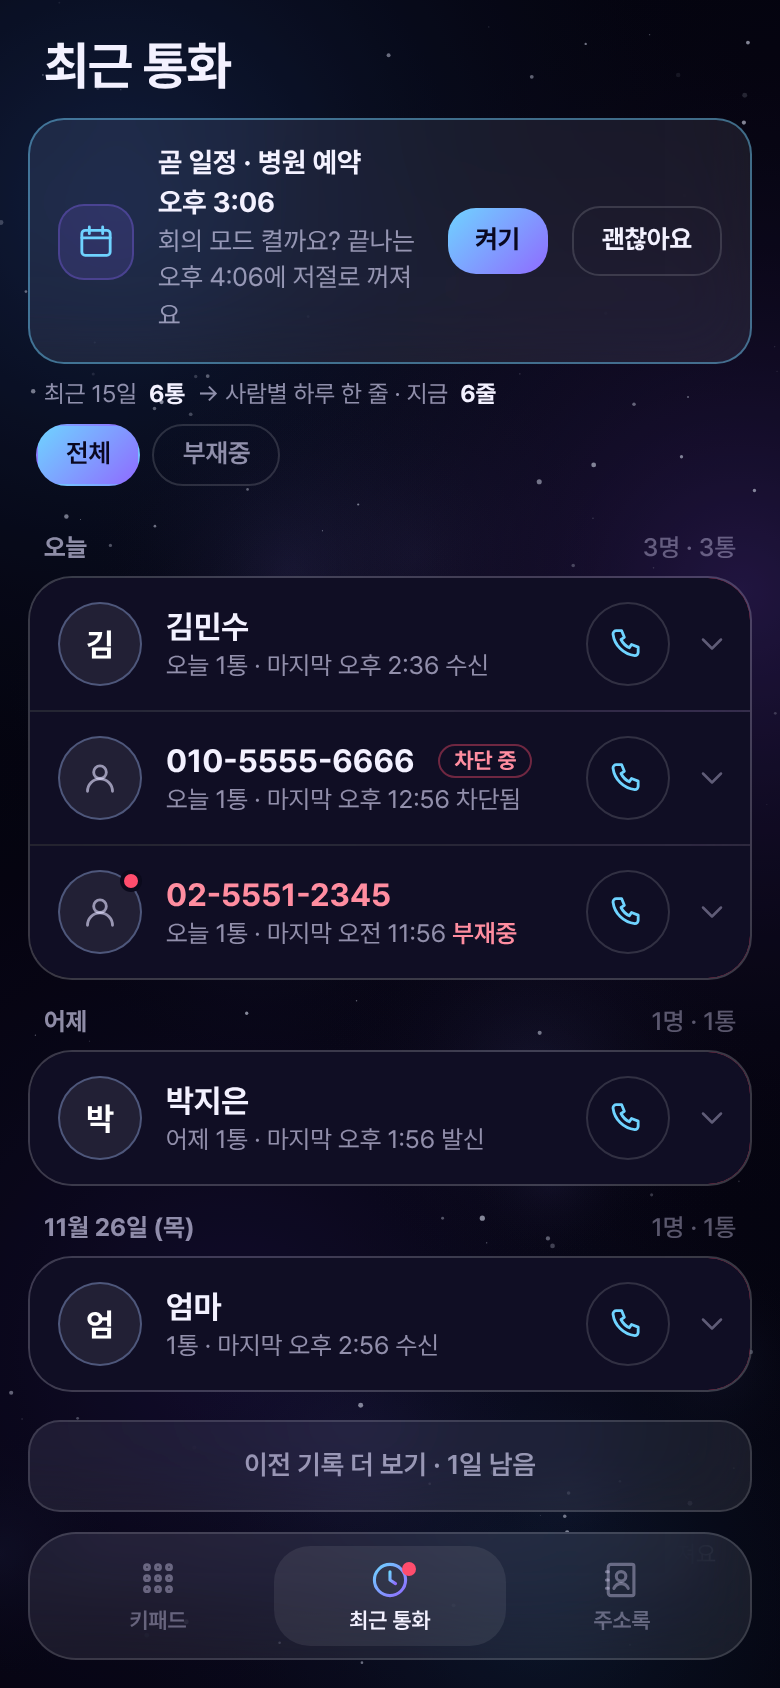 최근 통화
곧 일정 · 병원 예약
오후 3:06
회의 모드 켤까요? 끝나는
오후 4:06에 저절로 꺼져
요
켜기
괜찮아요
최근 15일 6통 → 사람별 하루 한 줄 · 지금 6줄
전체
부재중
오늘
3명 · 3통
김
김민수
오늘 1통 · 마지막 오후 2:36 수신
010-5555-6666
차단 중
오늘 1통 · 마지막 오후 12:56 차단됨
02-5551-2345
오늘 1통 · 마지막 오전 11:56 부재중
어제
1명 · 1통
박
박지은
어제 1통 · 마지막 오후 1:56 발신
11월 26일 (목)
1명 · 1통
엄
엄마
1통 · 마지막 오후 2:56 수신
이전 기록 더 보기 · 1일 남음
키패드
최근 통화
주소록